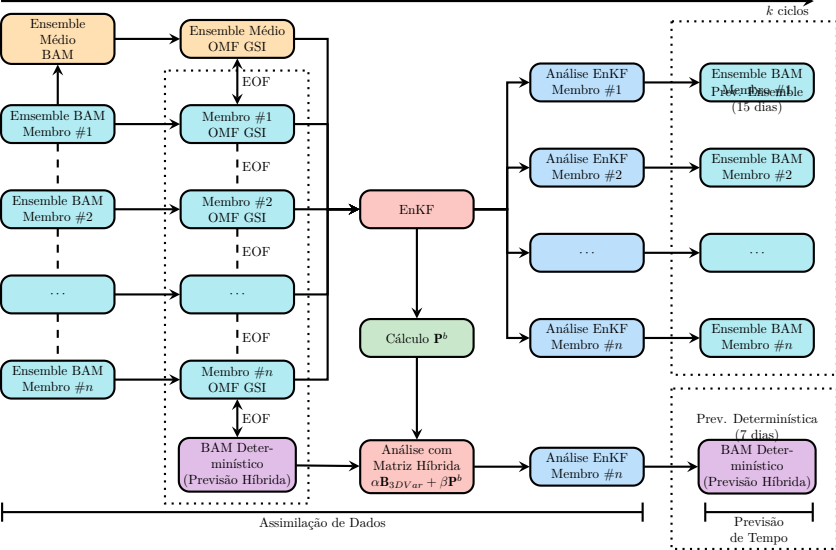 k ciclos
Ensemble
Médio
BAM
Ensemble Médio
OMF GSI
EOF
Emsemble BAM
Membro #1
Membro #1
OMF GSI
EOF
Ensemble BAM
Membro #2
Membro #2
OMF GSI
EOF
...
...
EOF
Ensemble BAM
Membro #n
Membro #n
OMF GSI
EOF
BAM Deter-
minístico
(Previsão Híbrida)
EnKF
Cálculo P^b
Análise com
Matriz Híbrida
αB_3DVar + βP^b
Análise EnKF
Membro #1
Análise EnKF
Membro #2
...
Análise EnKF
Membro #n
Análise EnKF
Membro #n
Ensemble BAM
Membro #1
Prev. Ensemble
(15 dias)
Ensemble BAM
Membro #2
...
Ensemble BAM
Membro #n
Prev. Determinística
(7 dias)
BAM Deter-
minístico
(Previsão Híbrida)
Assimilação de Dados
Previsão
de Tempo